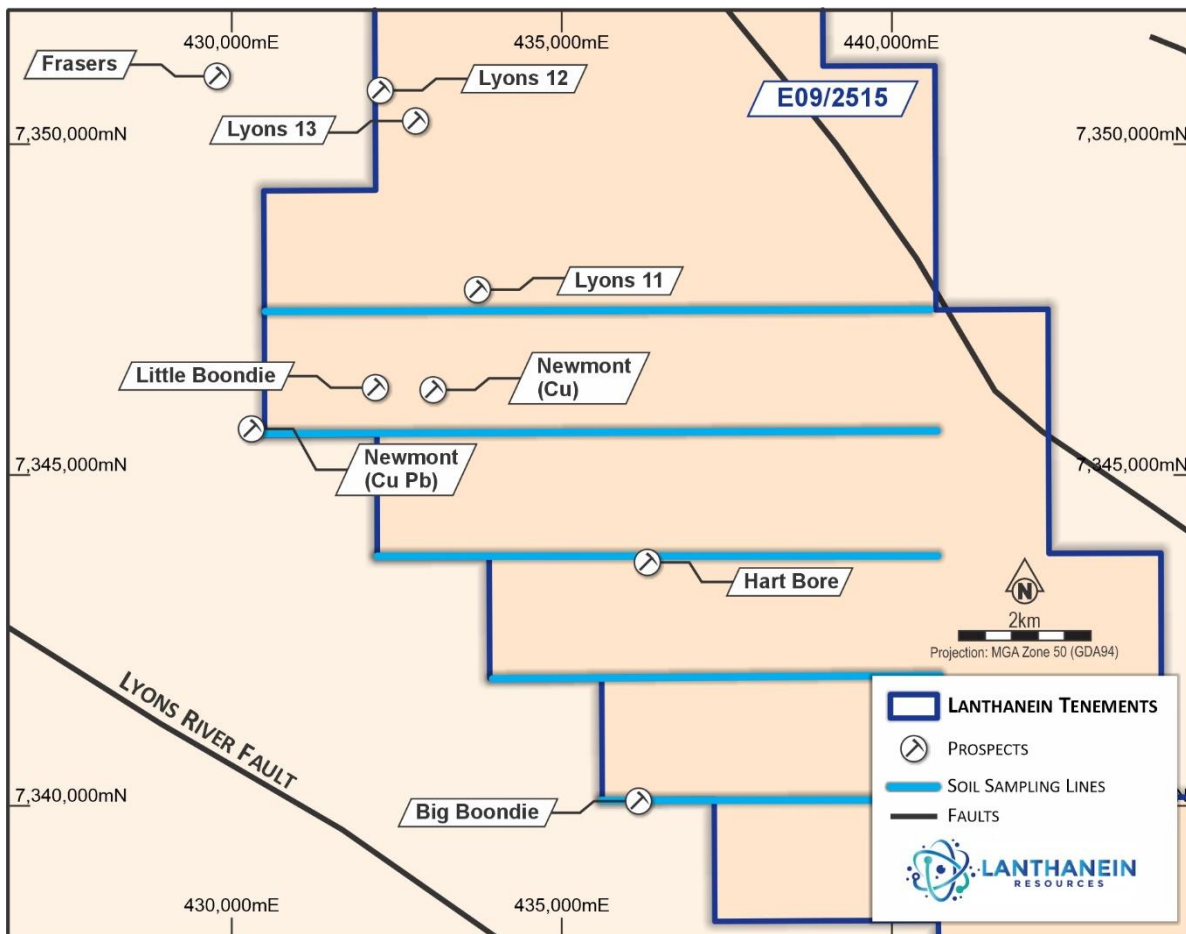 430,000mE
435,000mE
440,000mE
Frasers
Lyons 12
E09/2515
Lyons 13
7,350,000mN
7,350,000mN
Lyons 11
Little Boondie
Newmont
(Cu)
Newmont
(Cu Pb)
7,345,000mN
7,345,000mN
Hart Bore
N
2km
Projection: MGA Zone 50 (GDA94)
LYONS RIVER FAULT
7,340,000mN
Big Boondie
LANTHANEIN TENEMENTS
PROSPECTS
SOIL SAMPLING LINES
FAULTS
LANTHANEIN
RESOURCES
430,000mE
435,000mE